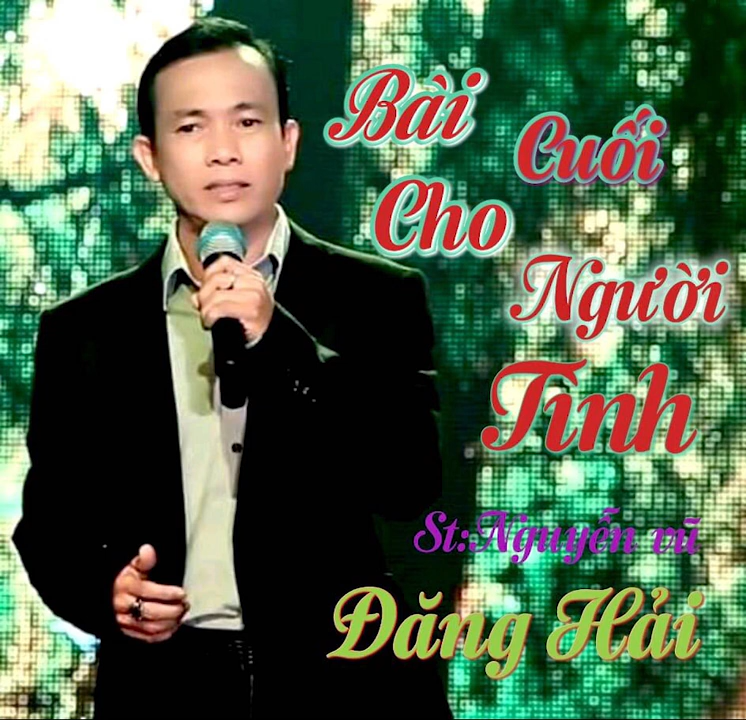 Bài Cuối
Cho
Người
Tình
St:Nguyễn vũ
Đăng Hải